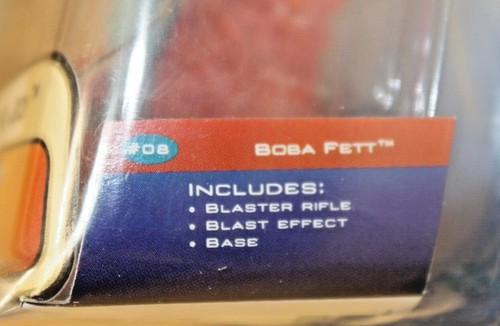 #08
BOBA FETT™
INCLUDES:
• BLASTER RIFLE
• BLAST EFFECT
• BASE